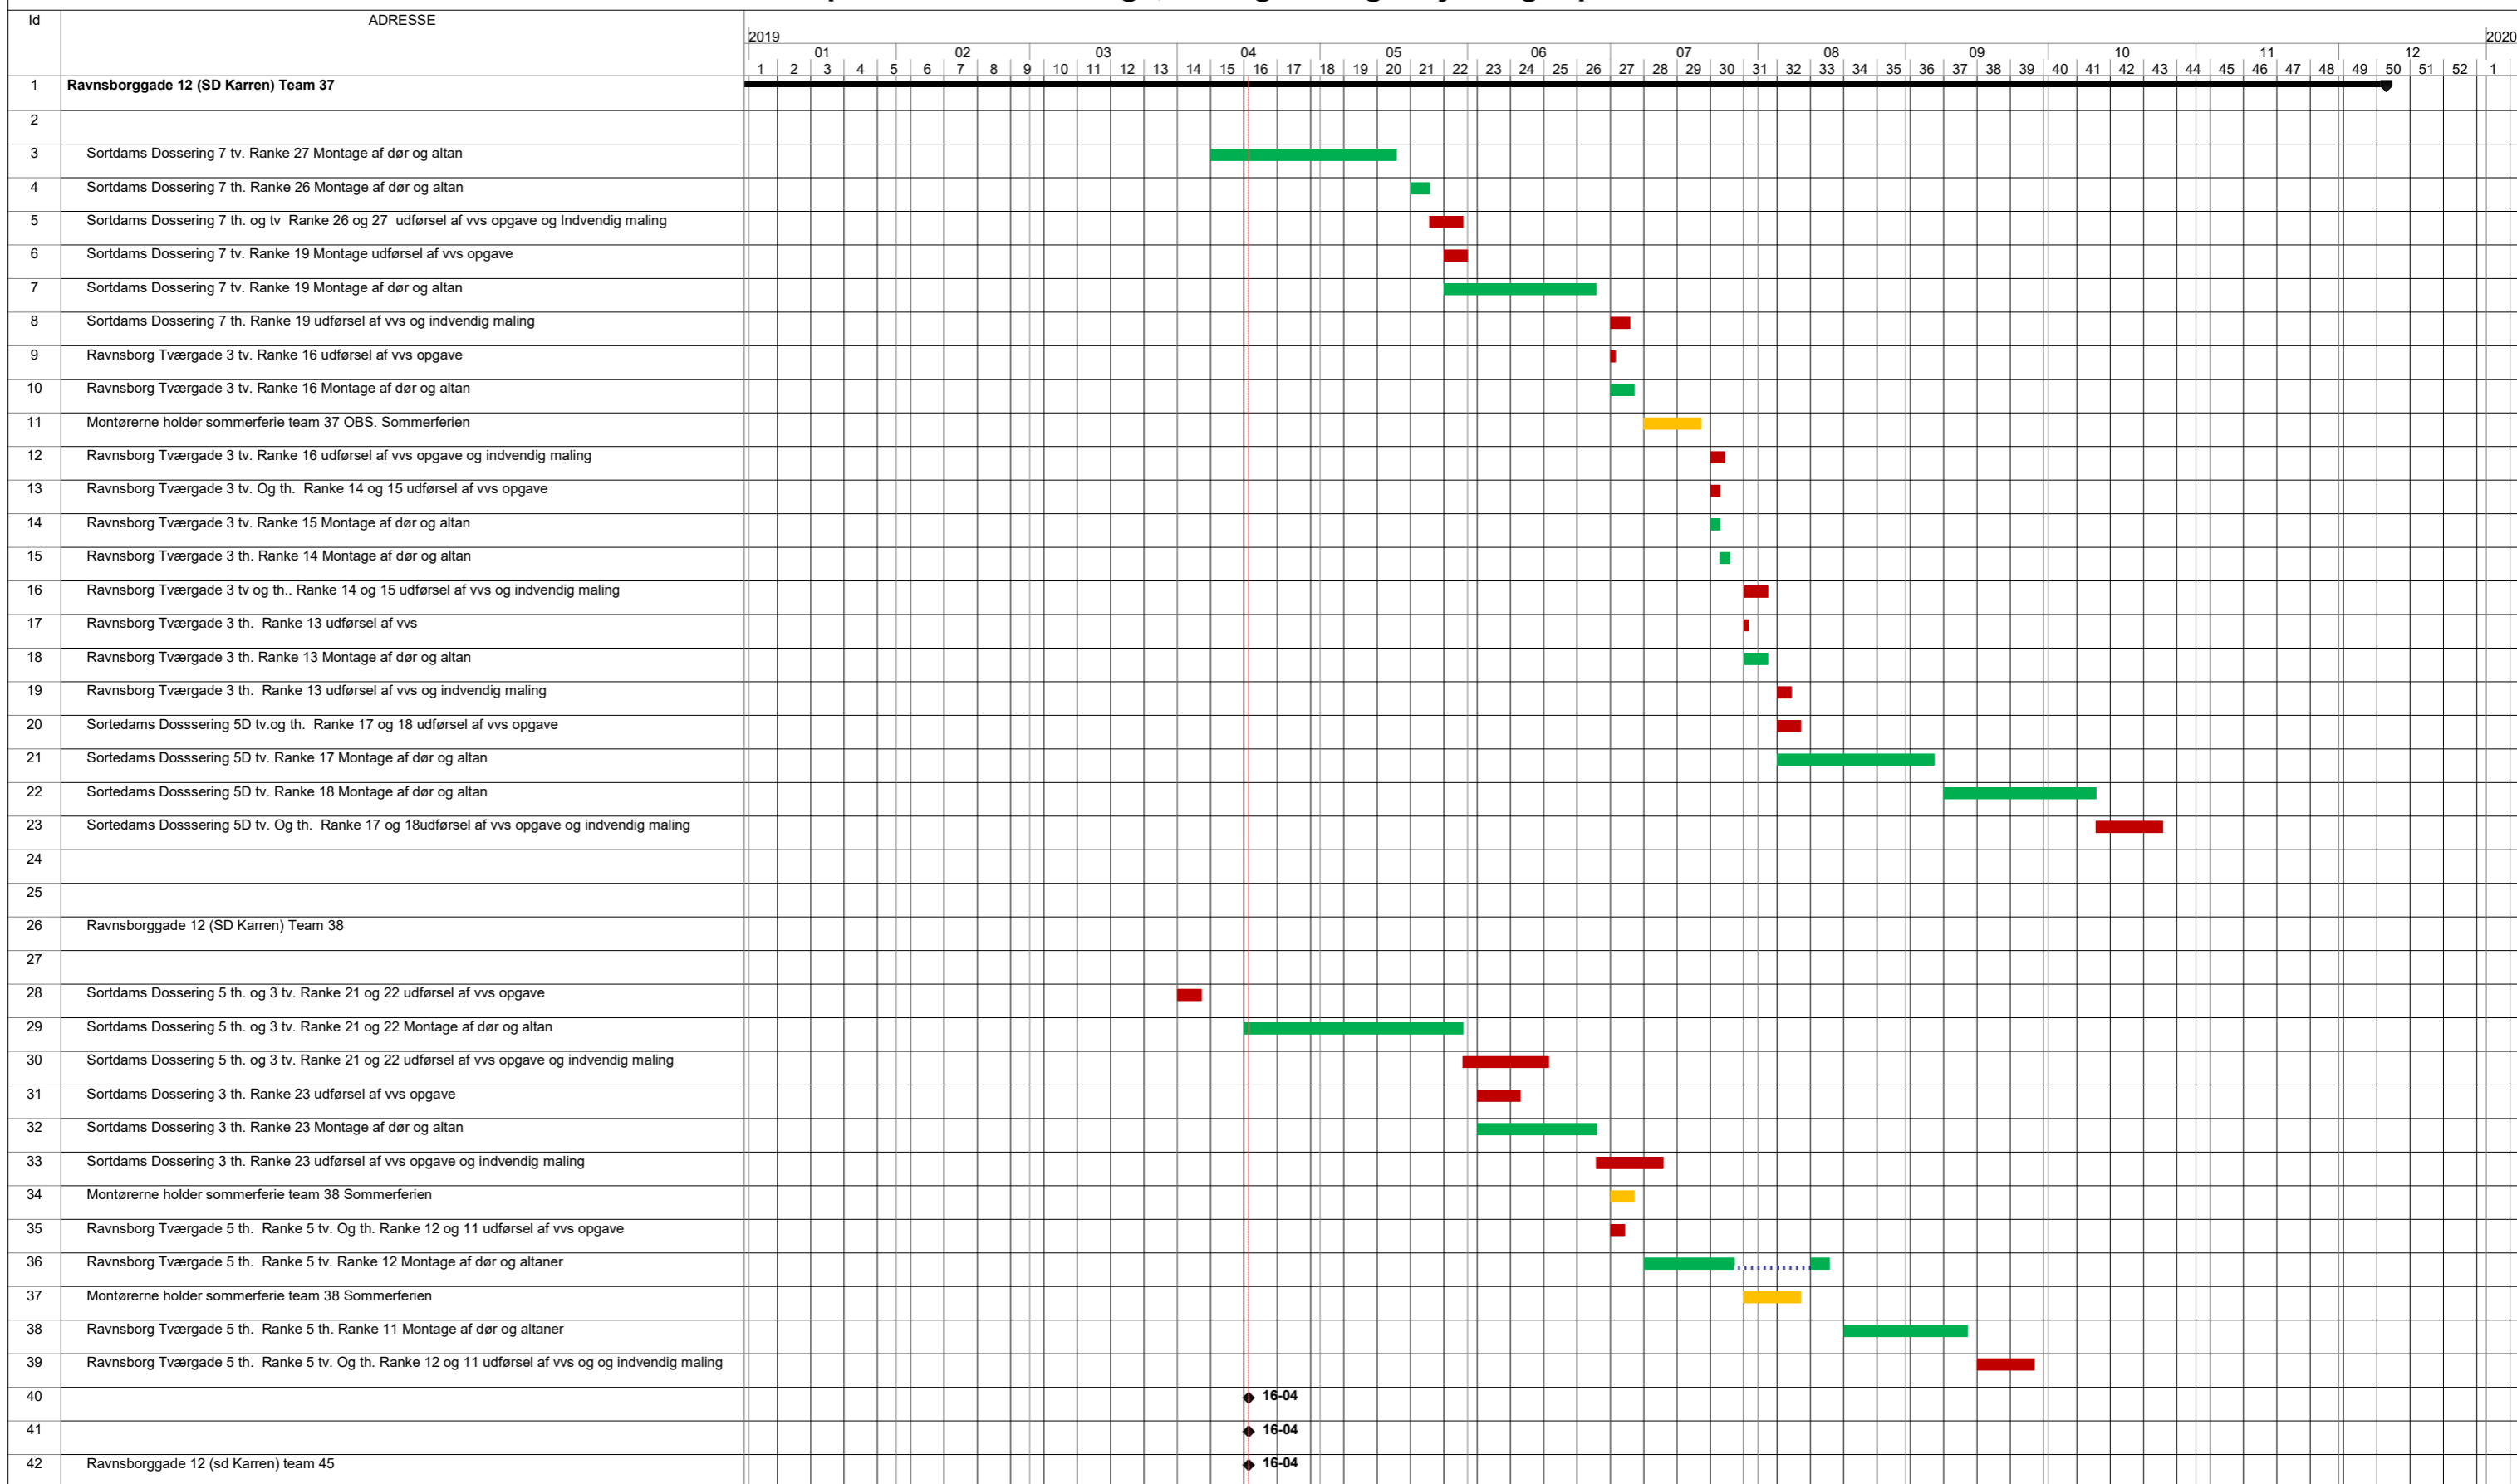 Id ADRESSE
2019 2020
01 02 03 04 05 06 07 08 09 10 11 12
1 2 3 4 5 6 7 8 9 10 11 12 13 14 15 16 17 18 19 20 21 22 23 24 25 26 27 28 29 30 31 32 33 34 35 36 37 38 39 40 41 42 43 44 45 46 47 48 49 50 51 52 1
1 Ravnsborggade 12 (SD Karren) Team 37
2
3 Sortdams Dossering 7 tv. Ranke 27 Montage af dør og altan
4 Sortdams Dossering 7 th. Ranke 26 Montage af dør og altan
5 Sortdams Dossering 7 th. og tv Ranke 26 og 27 udførsel af vvs opgave og Indvendig maling
6 Sortdams Dossering 7 tv. Ranke 19 Montage udførsel af vvs opgave
7 Sortdams Dossering 7 tv. Ranke 19 Montage af dør og altan
8 Sortdams Dossering 7 th. Ranke 19 udførsel af vvs og indvendig maling
9 Ravnsborg Tværgade 3 tv. Ranke 16 udførsel af vvs opgave
10 Ravnsborg Tværgade 3 tv. Ranke 16 Montage af dør og altan
11 Montørerne holder sommerferie team 37 OBS. Sommerferien
12 Ravnsborg Tværgade 3 tv. Ranke 16 udførsel af vvs opgave og indvendig maling
13 Ravnsborg Tværgade 3 tv. Og th. Ranke 14 og 15 udførsel af vvs opgave
14 Ravnsborg Tværgade 3 tv. Ranke 15 Montage af dør og altan
15 Ravnsborg Tværgade 3 th. Ranke 14 Montage af dør og altan
16 Ravnsborg Tværgade 3 tv og th.. Ranke 14 og 15 udførsel af vvs og indvendig maling
17 Ravnsborg Tværgade 3 th. Ranke 13 udførsel af vvs
18 Ravnsborg Tværgade 3 th. Ranke 13 Montage af dør og altan
19 Ravnsborg Tværgade 3 th. Ranke 13 udførsel af vvs og indvendig maling
20 Sortedams Dosssering 5D tv.og th. Ranke 17 og 18 udførsel af vvs opgave
21 Sortedams Dosssering 5D tv. Ranke 17 Montage af dør og altan
22 Sortedams Dosssering 5D tv. Ranke 18 Montage af dør og altan
23 Sortedams Dosssering 5D tv. Og th. Ranke 17 og 18udførsel af vvs opgave og indvendig maling
24
25
26 Ravnsborggade 12 (SD Karren) Team 38
27
28 Sortdams Dossering 5 th. og 3 tv. Ranke 21 og 22 udførsel af vvs opgave
29 Sortdams Dossering 5 th. og 3 tv. Ranke 21 og 22 Montage af dør og altan
30 Sortdams Dossering 5 th. og 3 tv. Ranke 21 og 22 udførsel af vvs opgave og indvendig maling
31 Sortdams Dossering 3 th. Ranke 23 udførsel af vvs opgave
32 Sortdams Dossering 3 th. Ranke 23 Montage af dør og altan
33 Sortdams Dossering 3 th. Ranke 23 udførsel af vvs opgave og indvendig maling
34 Montørerne holder sommerferie team 38 Sommerferien
35 Ravnsborg Tværgade 5 th. Ranke 5 tv. Og th. Ranke 12 og 11 udførsel af vvs opgave
36 Ravnsborg Tværgade 5 th. Ranke 5 tv. Ranke 12 Montage af dør og altaner
37 Montørerne holder sommerferie team 38 Sommerferien
38 Ravnsborg Tværgade 5 th. Ranke 5 th. Ranke 11 Montage af dør og altaner
39 Ravnsborg Tværgade 5 th. Ranke 5 tv. Og th. Ranke 12 og 11 udførsel af vvs og og indvendig maling
40 16-04
41 16-04
42 Ravnsborggade 12 (sd Karren) team 45 16-04